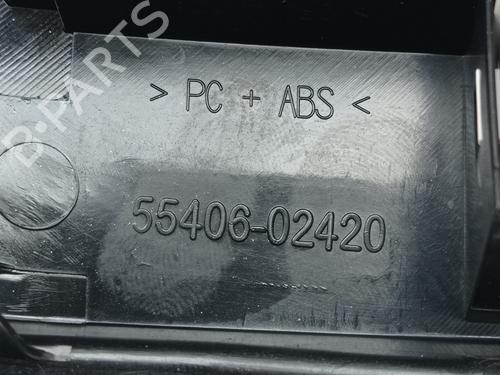 B-PARTS
> PC + ABS <
55406-02420